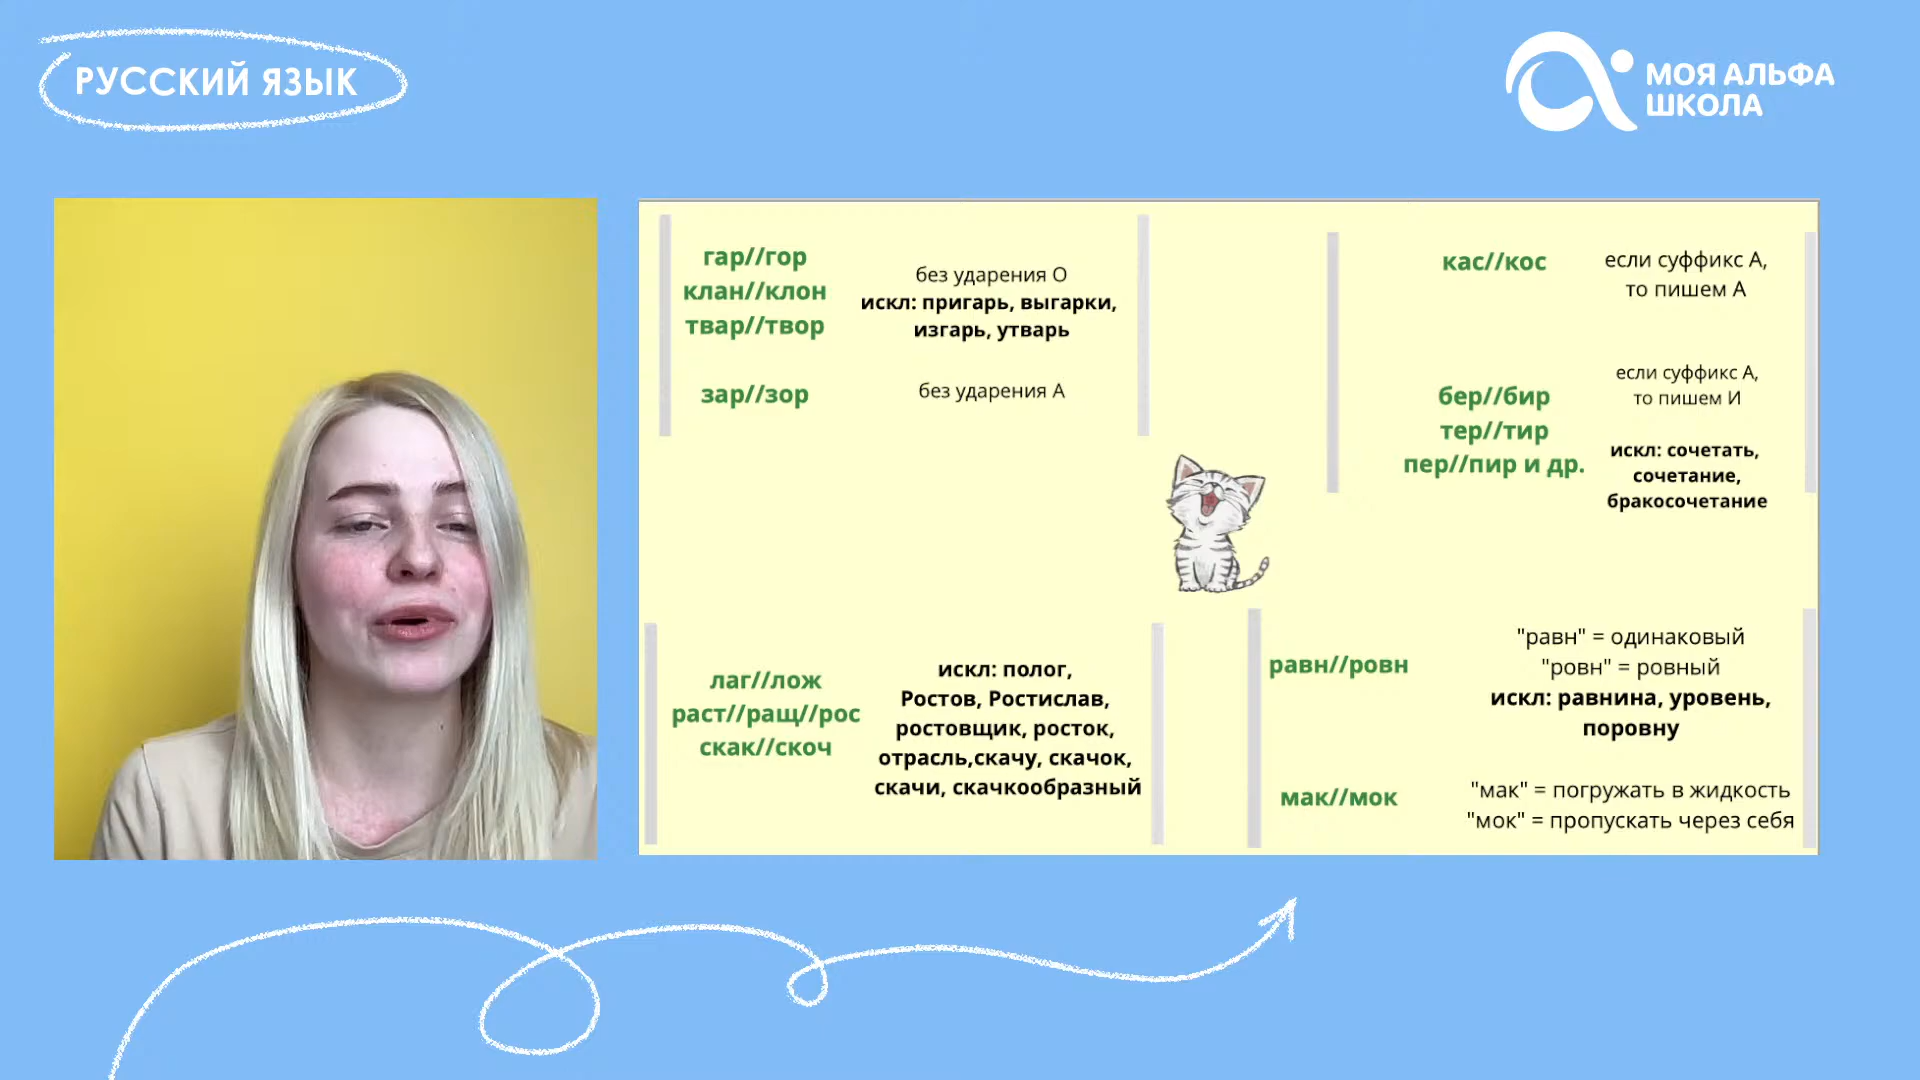 РУССКИЙ ЯЗЫК
МОЯ АЛЬФА
ШКОЛА
гар//гор
клан//клон
твар//твор
без ударения О
искл: пригарь, выгарки,
изгарь, утварь
зар//зор
без ударения А
кас//кос
если суффикс А,
то пишем А
бер//бир
тер//тир
пер//пир и др.
если суффикс А,
то пишем И
искл: сочетать,
сочетание,
бракосочетание
лаг//лож
раст//ращ//рос
скак//скоч
искл: полог,
Ростов, Ростислав,
ростовщик, росток,
отрасль,скачу, скачок,
скачи, скачкообразный
равн//ровн
"равн" = одинаковый
"ровн" = ровный
искл: равнина, уровень,
поровну
мак//мок
"мак" = погружать в жидкость
"мок" = пропускать через себя